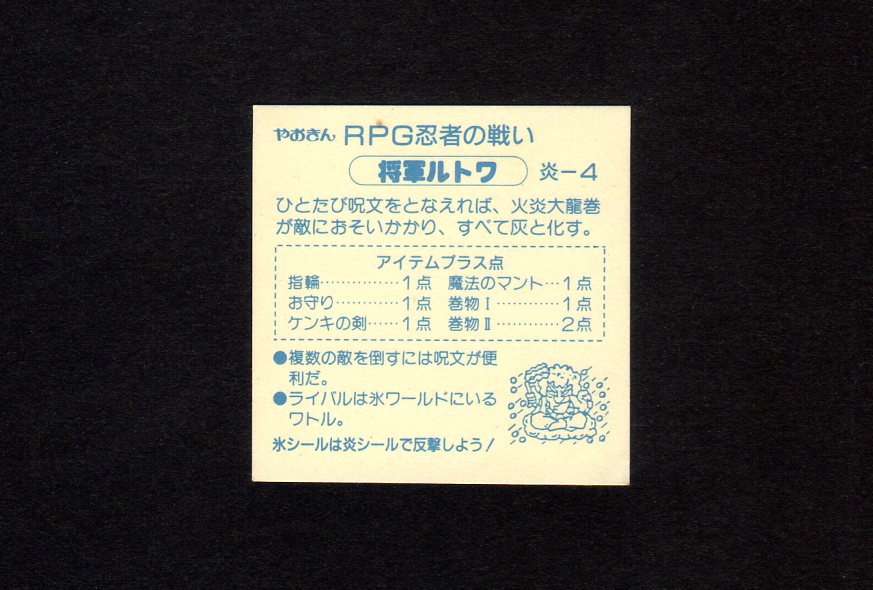 やおきん RPG忍者の戦い
将軍ルトワ 炎-4
ひとたび呪文をとなえれば、火炎大龍巻
が敵におそいかかり、すべて灰と化す。
アイテムプラス点
指輪……………1点 魔法のマント…1点
お守り…………1点 巻物Ⅰ…………1点
ケンキの剣……1点 巻物Ⅱ…………2点
●複数の敵を倒すには呪文が便
利だ。
●ライバルは氷ワールドにいる
ワトル。
氷シールは炎シールで反撃しよう!